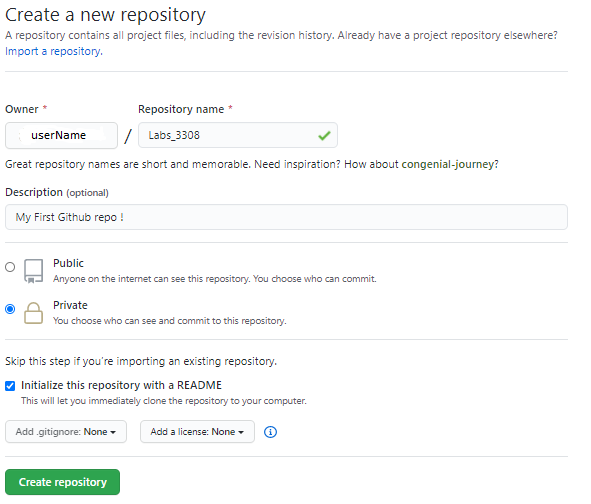 Create a new repository
A repository contains all project files, including the revision history. Already have a project repository elsewhere?
Import a repository.
Owner * Repository name *
userName / Labs_3308
Great repository names are short and memorable. Need inspiration? How about congenial-journey?
Description (optional)
My First Github repo !
Public
Anyone on the internet can see this repository. You choose who can commit.
Private
You choose who can see and commit to this repository.
Skip this step if you're importing an existing repository.
Initialize this repository with a README
This will let you immediately clone the repository to your computer.
Add .gitignore: None Add a license: None
Create repository